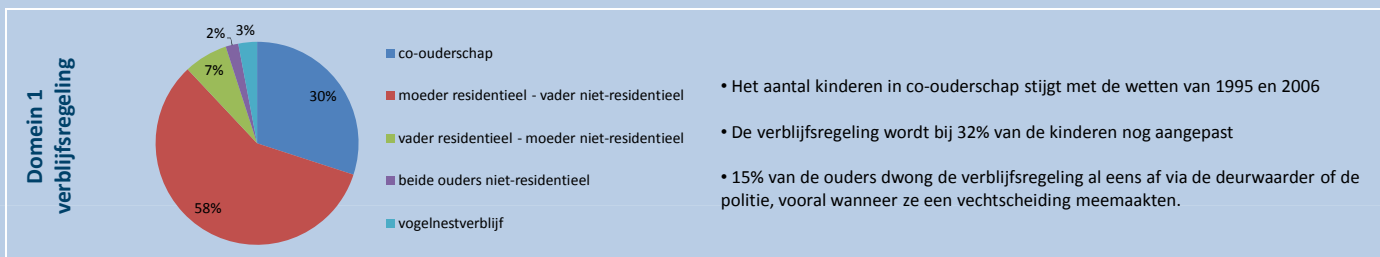 Domein 1
verblijfsregeling
2%
3%
7%
30%
58%
co-ouderschap
moeder residentieel - vader niet-residentieel
vader residentieel - moeder niet-residentieel
beide ouders niet-residentieel
vogelnestverblijf
• Het aantal kinderen in co-ouderschap stijgt met de wetten van 1995 en 2006
• De verblijfsregeling wordt bij 32% van de kinderen nog aangepast
• 15% van de ouders dwong de verblijfsregeling al eens af via de deurwaarder of de
politie, vooral wanneer ze een vechtscheiding meemaakten.